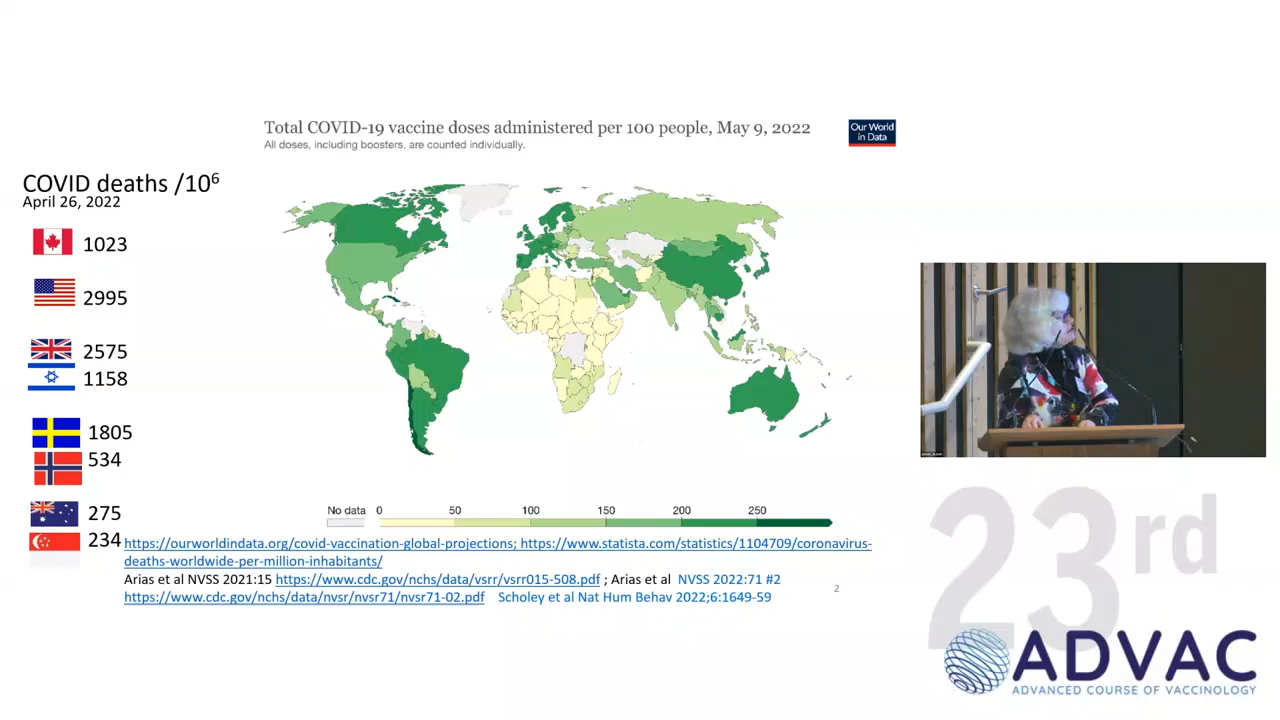 Total COVID-19 vaccine doses administered per 100 people, May 9, 2022
All doses, including boosters, are counted individually.
Our World
in Data
COVID deaths /10⁶
April 26, 2022
1023
2995
2575
1158
1805
534
275
234
No data
0
50
100
150
200
250
https://ourworldindata.org/covid-vaccination-global-projections; https://www.statista.com/statistics/1104709/coronavirus-
deaths-worldwide-per-million-inhabitants/
Arias et al NVSS 2021:15 https://www.cdc.gov/nchs/data/vsrr/vsrr015-508.pdf ; Arias et al NVSS 2022:71 #2
https://www.cdc.gov/nchs/data/nvsr/nvsr71/nvsr71-02.pdf Scholey et al Nat Hum Behav 2022;6:1649-59
2
23rd
ADVAC
ADVANCED COURSE OF VACCINOLOGY